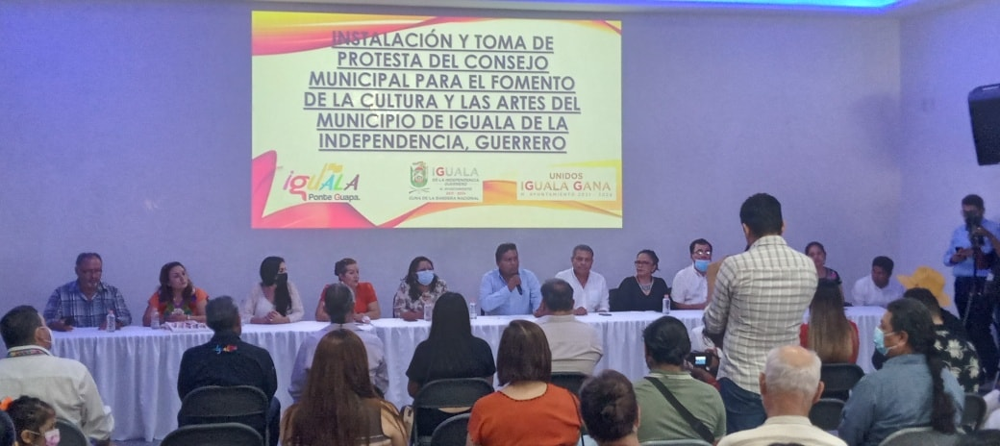 INSTALACIÓN Y TOMA DE
PROTESTA DEL CONSEJO
MUNICIPAL PARA EL FOMENTO
DE LA CULTURA Y LAS ARTES DEL
MUNICIPIO DE IGUALA DE LA
INDEPENDENCIA, GUERRERO
igUALA
Ponte Guapa.
IGUALA
DE LA INDEPENDENCIA
GUERRERO
H. AYUNTAMIENTO
2021 - 2024
CUNA DE LA BANDERA NACIONAL
UNIDOS
IGUALA GANA
H. AYUNTAMIENTO 2021 - 2024